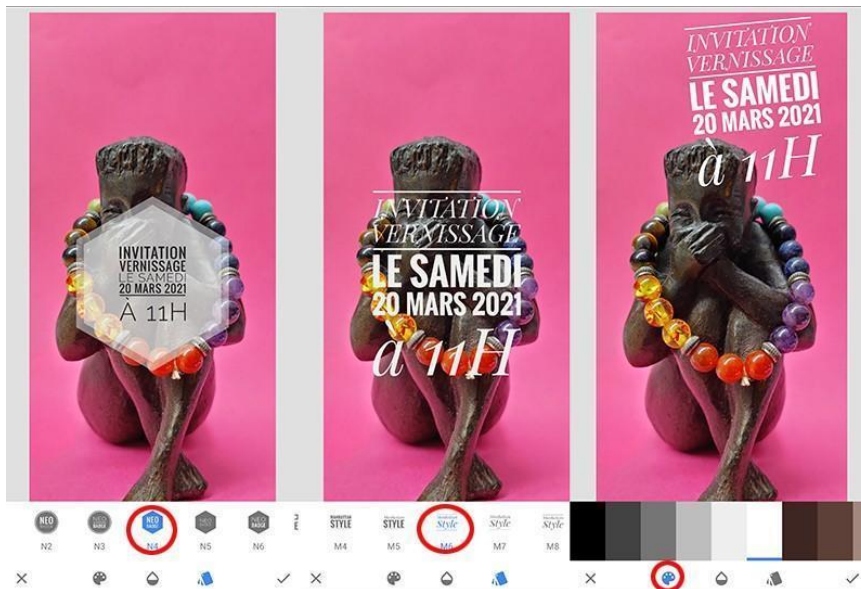 INVITATION
VERNISSAGE
LE SAMEDI
20 MARS 2021
À 11H
NEO
N2
N3
NEO
BADGE
N4
NEO
N5
NEO
BADGE
N6
INVITATION
VERNISSAGE
LE SAMEDI
20 MARS 2021
à 11H
STYLE
M4
STYLE
M5
Style
M6
Style
M7
Style
M8
INVITATION
VERNISSAGE
LE SAMEDI
20 MARS 2021
à 11H